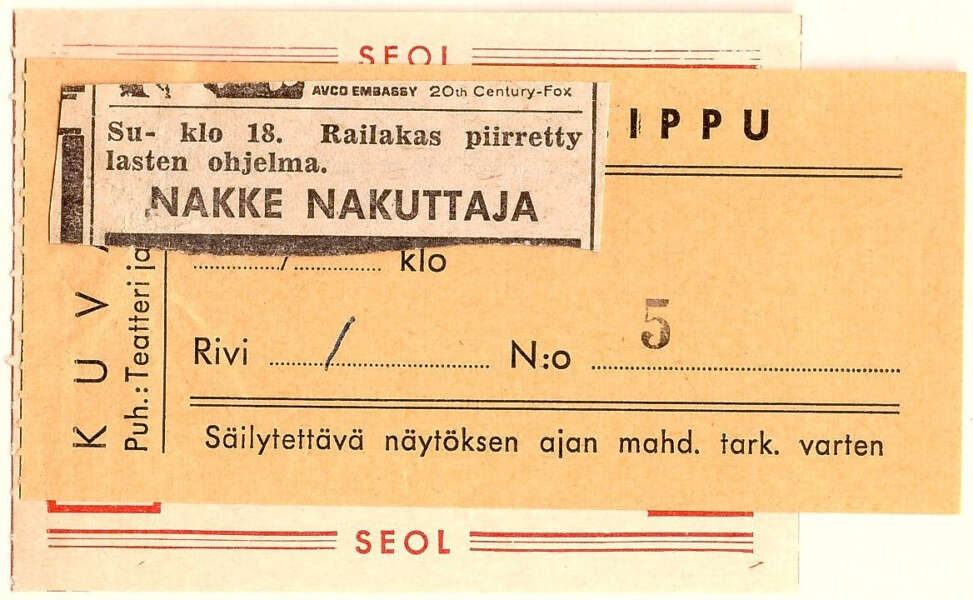 SEOL
AVCO EMBASSY 20th Century-Fox
IPPU
Su- klo 18. Railakas piirretty
lasten ohjelma.
NAKKE NAKUTTAJA
klo
Rivi / N:o 5
Säilytettävä näytöksen ajan mahd. tark. varten
KUV
Puh.: Teatteri ja
SEOL